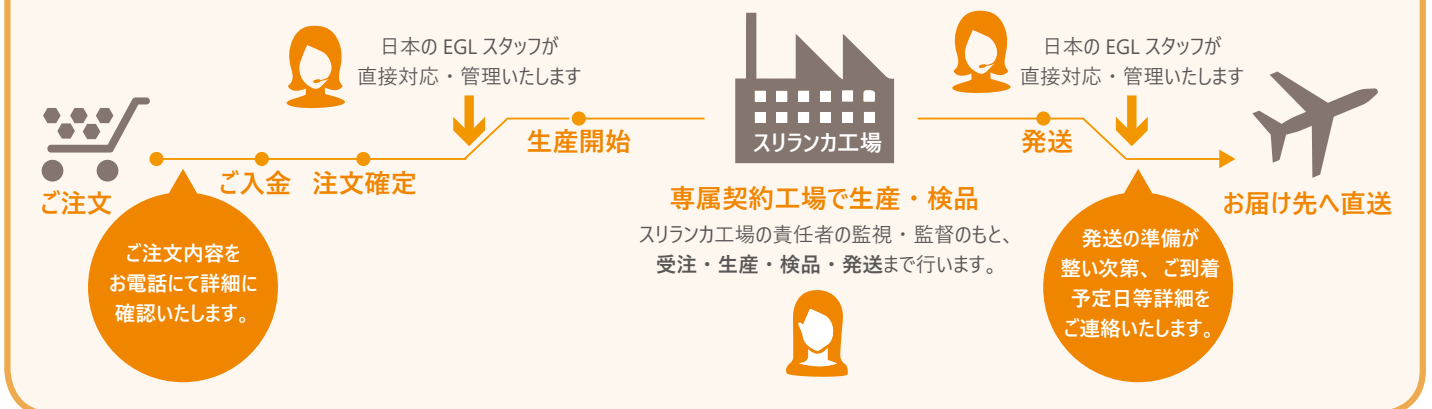 日本の EGL スタッフが
直接対応・管理いたします
ご注文
ご注文内容を
お電話にて詳細に
確認いたします。
ご入金
注文確定
生産開始
スリランカ工場
専属契約工場で生産・検品
スリランカ工場の責任者の監視・監督のもと、
受注・生産・検品・発送まで行います。
日本の EGL スタッフが
直接対応・管理いたします
発送
発送の準備が
整い次第、ご到着
予定日等詳細を
ご連絡いたします。
お届け先へ直送